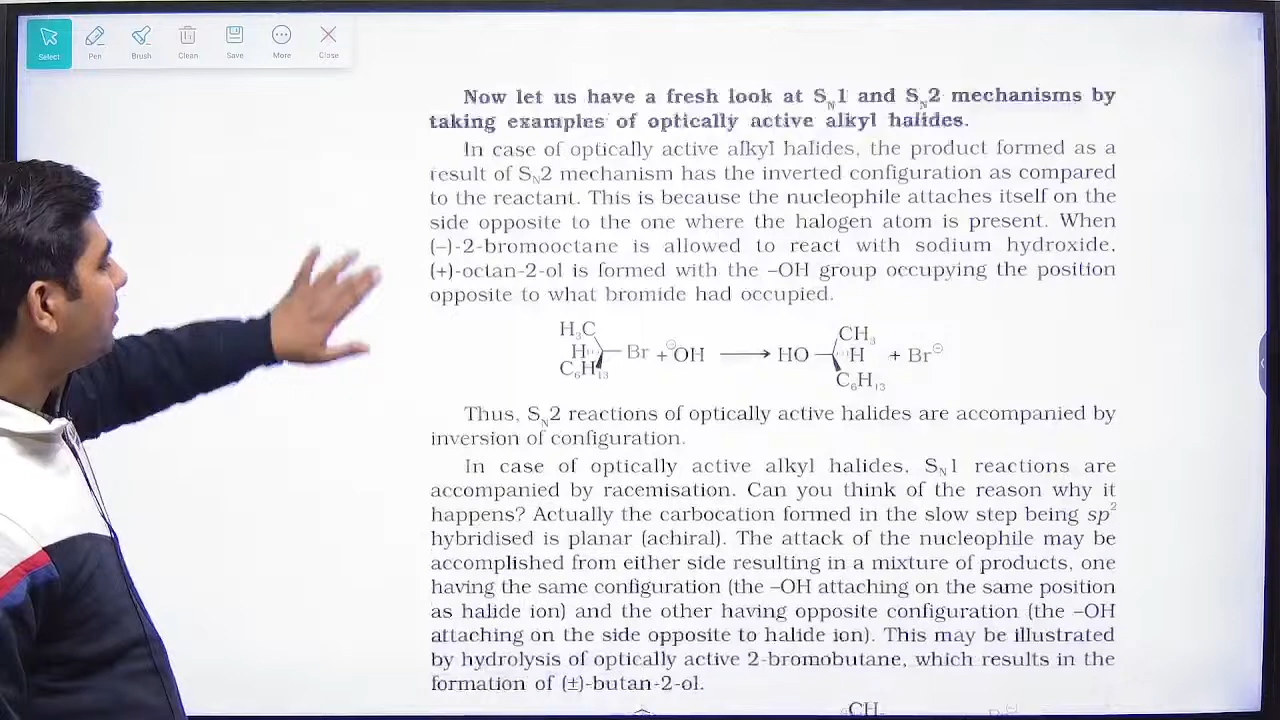 Select Pen Brush Clean Save More Close
Now let us have a fresh look at SN1 and SN2 mechanisms by
taking examples of optically active alkyl halides.
In case of optically active alkyl halides, the product formed as a
result of SN2 mechanism has the inverted configuration as compared
to the reactant. This is because the nucleophile attaches itself on the
side opposite to the one where the halogen atom is present. When
(–)-2-bromooctane is allowed to react with sodium hydroxide,
(+)-octan-2-ol is formed with the –OH group occupying the position
opposite to what bromide had occupied.
H3C CH3
H Br + ⊖OH ⟶ HO H + Br⊖
C6H13 C6H13
Thus, SN2 reactions of optically active halides are accompanied by
inversion of configuration.
In case of optically active alkyl halides, SN1 reactions are
accompanied by racemisation. Can you think of the reason why it
happens? Actually the carbocation formed in the slow step being sp²
hybridised is planar (achiral). The attack of the nucleophile may be
accomplished from either side resulting in a mixture of products, one
having the same configuration (the –OH attaching on the same position
as halide ion) and the other having opposite configuration (the –OH
attaching on the side opposite to halide ion). This may be illustrated
by hydrolysis of optically active 2-bromobutane, which results in the
formation of (±)-butan-2-ol.